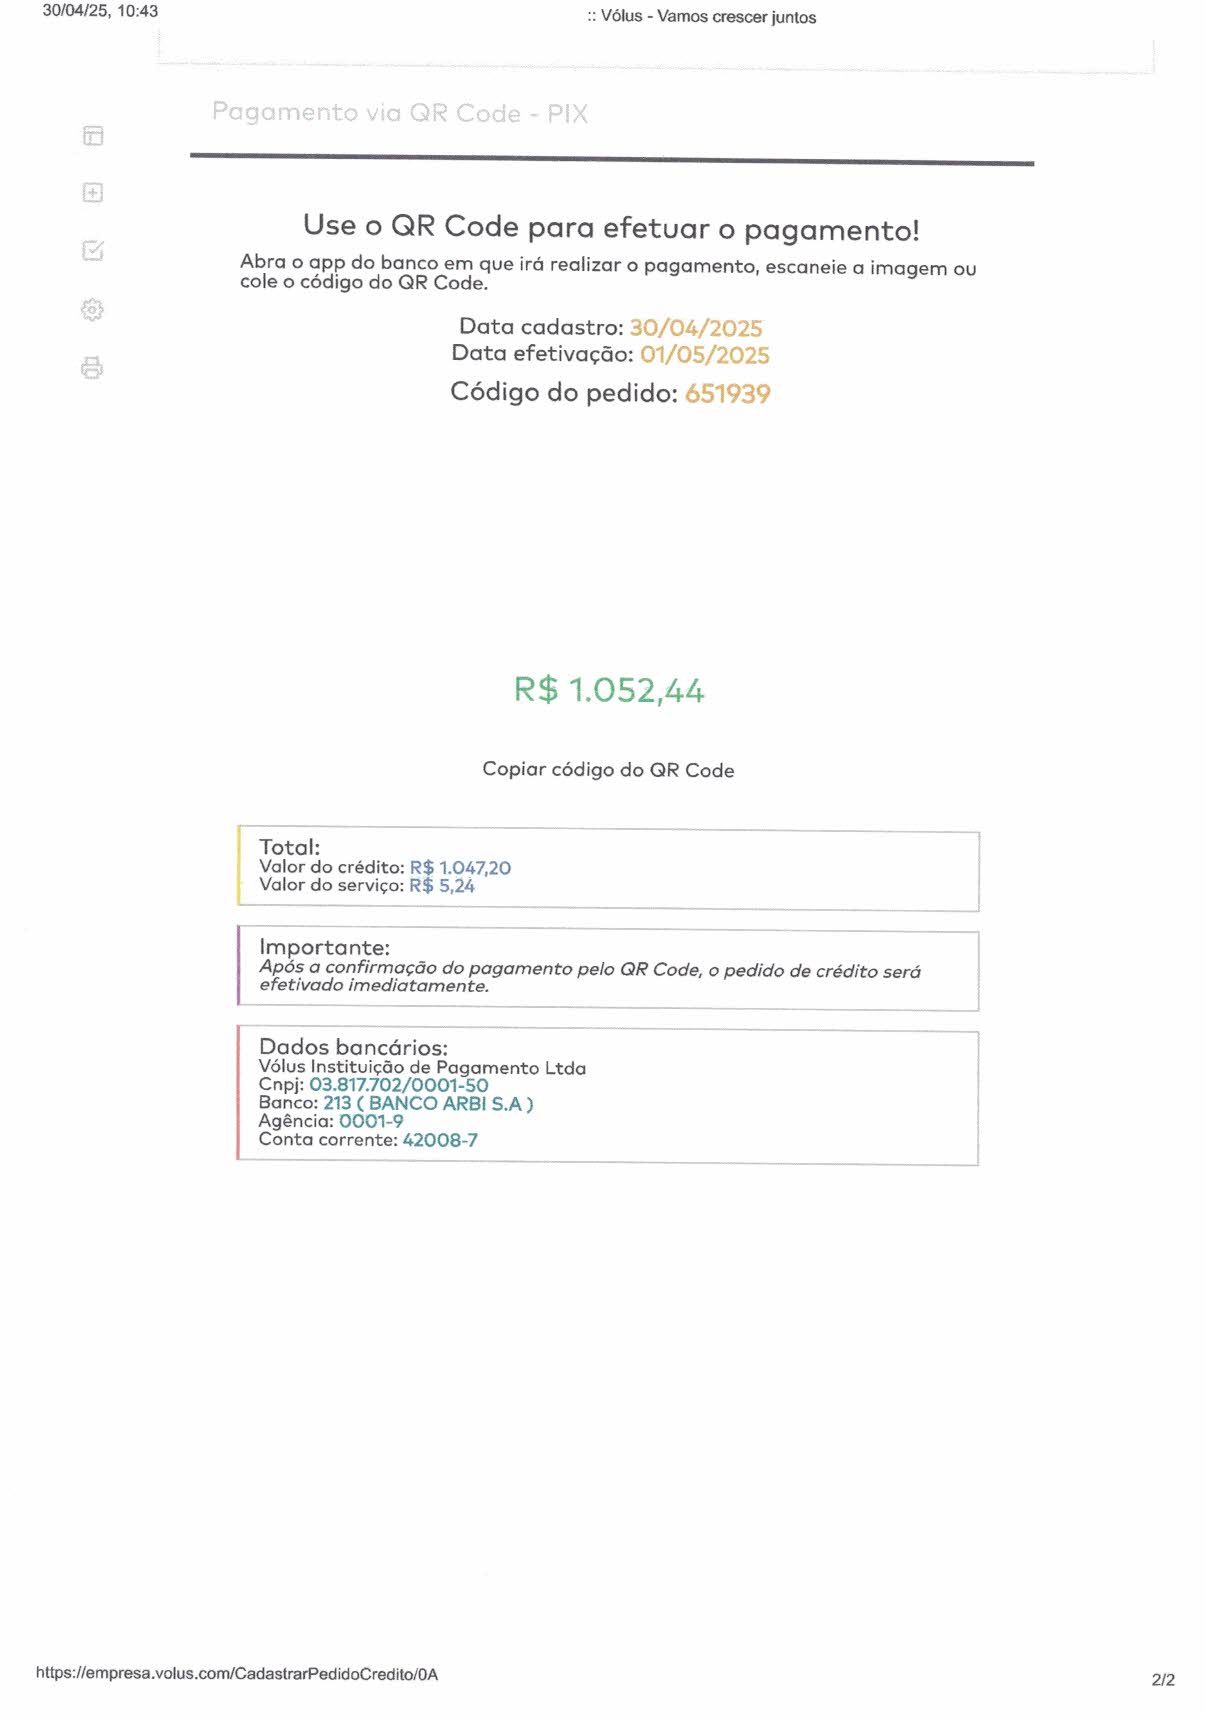 30/04/25, 10:43
:: Vólus - Vamos crescer juntos
Pagamento via QR Code - PIX
Use o QR Code para efetuar o pagamento!
Abra o app do banco em que irá realizar o pagamento, escaneie a imagem ou
cole o código do QR Code.
Data cadastro: 30/04/2025
Data efetivação: 01/05/2025
Código do pedido: 651939
R$ 1.052,44
Copiar código do QR Code
Total:
Valor do crédito: R$ 1.047,20
Valor do serviço: R$ 5,24
Importante:
Após a confirmação do pagamento pelo QR Code, o pedido de crédito será
efetivado imediatamente.
Dados bancários:
Vólus Instituição de Pagamento Ltda
Cnpj: 03.817.702/0001-50
Banco: 213 ( BANCO ARBI S.A )
Agência: 0001-9
Conta corrente: 42008-7
https://empresa.volus.com/CadastrarPedidoCredito/0A
2/2